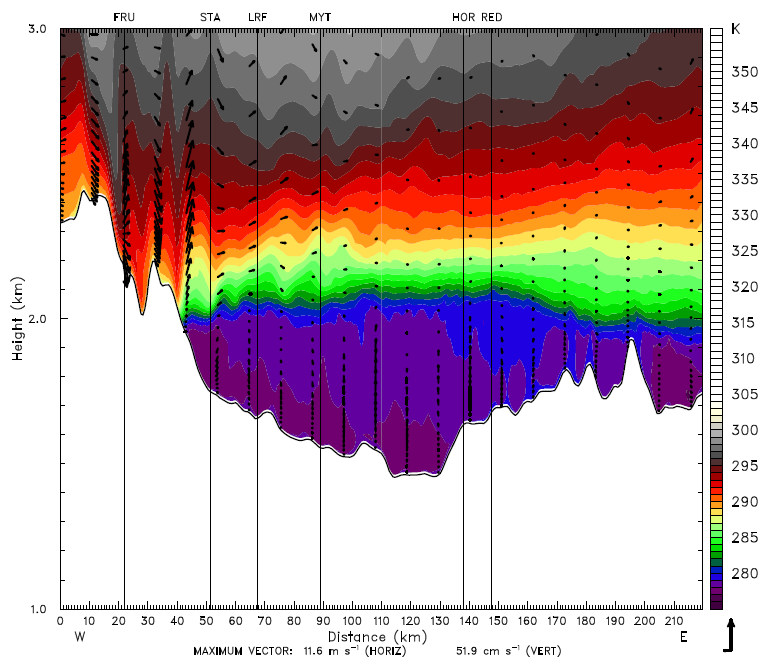 FRU STA LRF MYT HOR RED
3.0 K
350
345
340
335
330
325
2.0 320
315
310
305
300
295
290
285
280
1.0
Height (km)
0 10 20 30 40 50 60 70 80 90 100 110 120 130 140 150 160 170 180 190 200 210
W Distance (km) E
MAXIMUM VECTOR: 11.6 m s⁻¹ (HORIZ) 51.9 cm s⁻¹ (VERT)